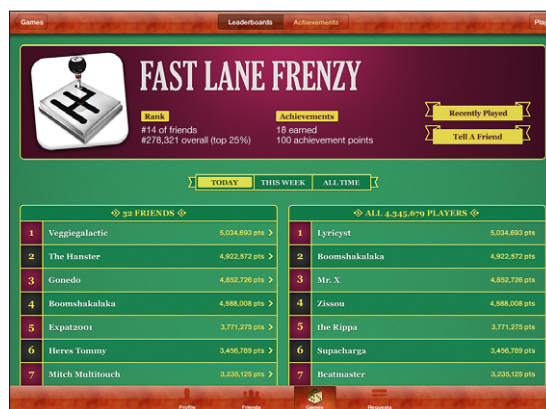 Games
Leaderboards
Achievements
FAST LANE FRENZY
Rank
#14 of friends
#278,321 overall (top 25%)
Achievements
18 earned
100 achievement points
Recently Played
Tell A Friend
TODAY
THIS WEEK
ALL TIME
32 FRIENDS
1 Veggiegalactic 5,034,693 pts
2 The Hanster 4,922,572 pts
3 Gonedo 4,852,726 pts
4 Boomshakalaka 4,588,008 pts
5 Expat2001 3,771,275 pts
6 Heres Tommy 3,456,789 pts
7 Mitch Multitouch 3,235,125 pts
ALL 4,345,679 PLAYERS
1 Lyricyst 5,034,693 pts
2 Boomshakalaka 4,922,572 pts
3 Mr. X 4,852,726 pts
4 Zissou 4,588,008 pts
5 the Rippa 3,771,275 pts
6 Supacharga 3,456,789 pts
7 Beatmaster 3,235,125 pts
Profile
Friends
Games
Requests